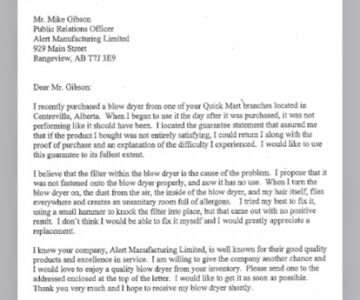 Mr. Mike Gibson
Public Relations Officer
Alert Manufacturing Limited
929 Main Street
Rangeview, AB T7J 3E9
Dear Mr. Gibson:
I recently purchased a blow dryer from one of your Quick Mart branches located in
Centreville, Alberta. When I began to use it the day after it was purchased, it was not
performing like it should have been. I located the guarantee statement that assured me
that if the product I bought was not entirely satisfying, I could return it along with the
proof of purchase and an explanation of the difficulty I experienced. I would like to use
this guarantee to its fullest extent.
I believe that the filter within the blow dryer is the cause of the problem. I propose that it
was not fastened onto the blow dryer properly, and now it has no use. When I turn the
blow dryer on, the dust from the air, the inside of the blow dryer, and my hair itself, flies
everywhere and creates an unsanitary room full of allergens. I tried my best to fix it,
using a small hammer to knock the filter into place, but that came out with no positive
result. I don't think I would be able to fix it myself and I would greatly appreciate a
replacement.
I know your company, Alert Manufacturing Limited, is well known for their good quality
products and excellence in service. I am willing to give the company another chance and
I would love to enjoy a quality blow dryer from your inventory. Please send one to the
addressed enclosed at the top of the letter. I would like to get it as soon as possible.
Thank you very much and I hope to receive my blow dryer shortly.